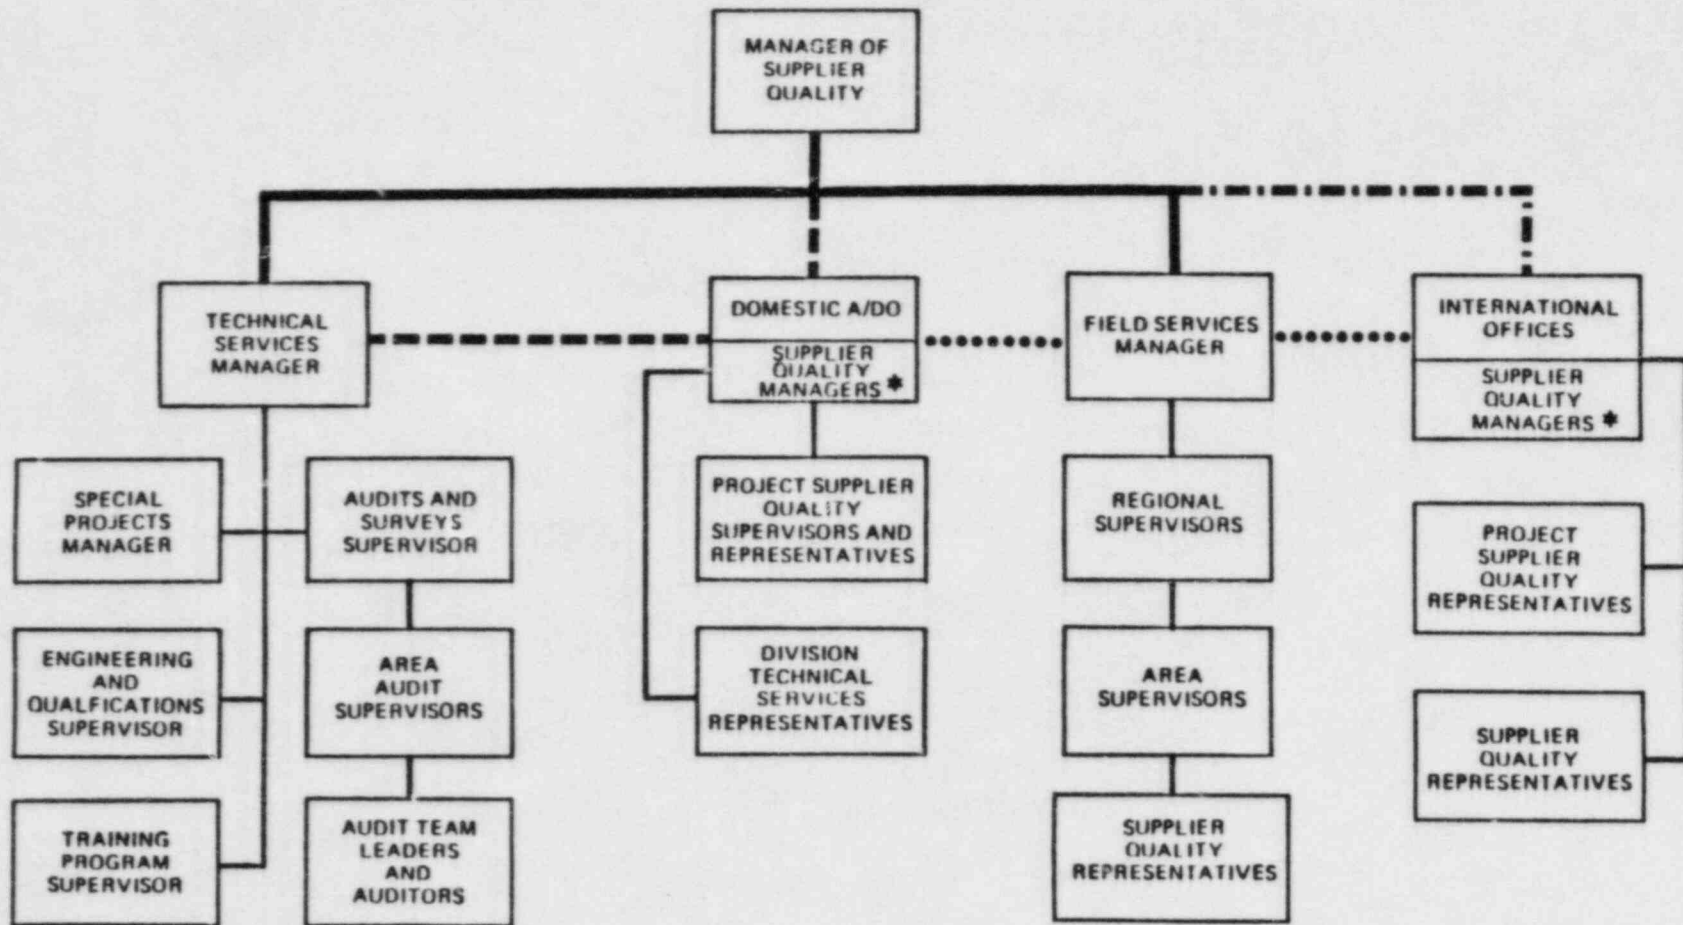 MANAGER OF
SUPPLIER
QUALITY
TECHNICAL
SERVICES
MANAGER
DOMESTIC A/DO
SUPPLIER
QUALITY
MANAGERS *
FIELD SERVICES
MANAGER
INTERNATIONAL
OFFICES
SUPPLIER
QUALITY
MANAGERS *
SPECIAL
PROJECTS
MANAGER
AUDITS AND
SURVEYS
SUPERVISOR
PROJECT SUPPLIER
QUALITY
SUPERVISORS AND
REPRESENTATIVES
REGIONAL
SUPERVISORS
PROJECT
SUPPLIER
QUALITY
REPRESENTATIVES
ENGINEERING
AND
QUALFICATIONS
SUPERVISOR
AREA
AUDIT
SUPERVISORS
DIVISION
TECHNICAL
SERVICES
REPRESENTATIVES
AREA
SUPERVISORS
SUPPLIER
QUALITY
REPRESENTATIVES
TRAINING
PROGRAM
SUPERVISOR
AUDIT TEAM
LEADERS
AND
AUDITORS
SUPPLIER
QUALITY
REPRESENTATIVES